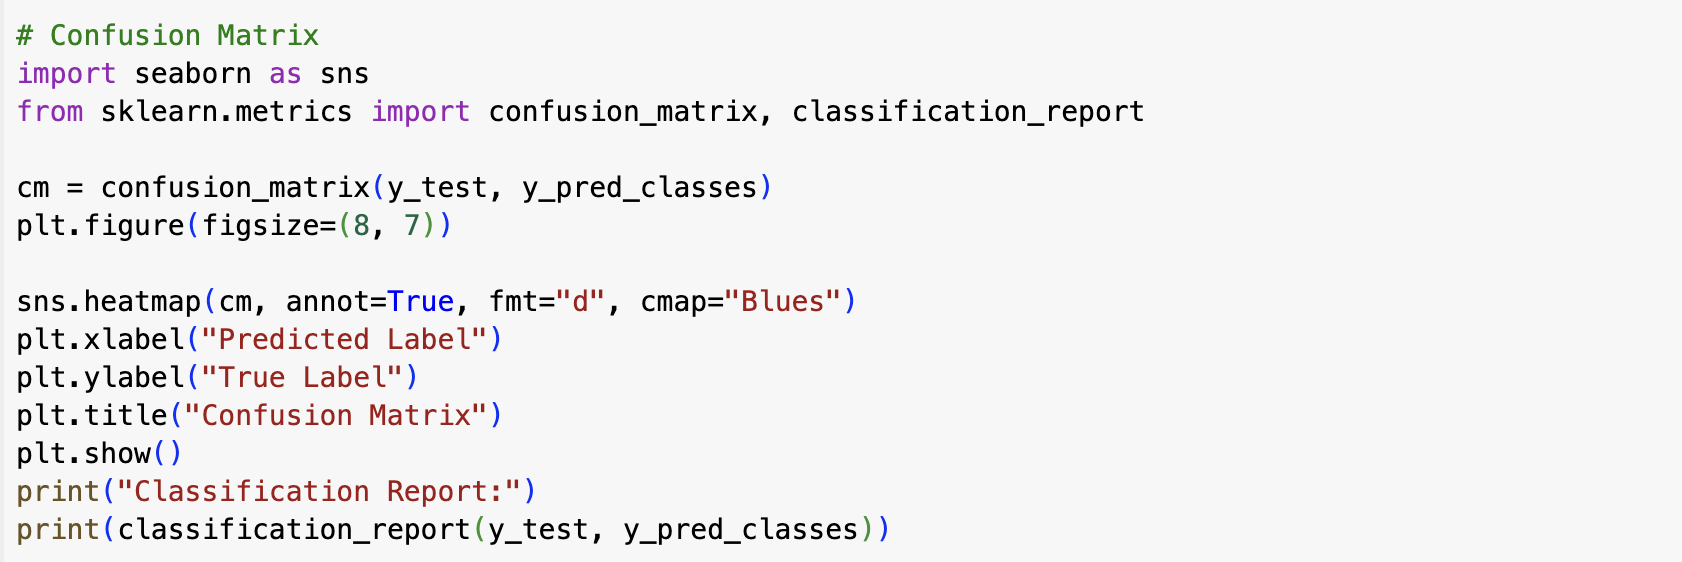 # Confusion Matrix
import seaborn as sns
from sklearn.metrics import confusion_matrix, classification_report
cm = confusion_matrix(y_test, y_pred_classes)
plt.figure(figsize=(8, 7))
sns.heatmap(cm, annot=True, fmt="d", cmap="Blues")
plt.xlabel("Predicted Label")
plt.ylabel("True Label")
plt.title("Confusion Matrix")
plt.show()
print("Classification Report:")
print(classification_report(y_test, y_pred_classes))